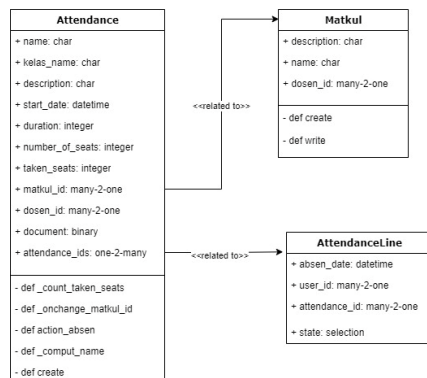 Attendance
+ name: char
+ kelas_name: char
+ description: char
+ start_date: datetime
+ duration: integer
+ number_of_seats: integer
+ taken_seats: integer
+ matkul_id: many-2-one
+ dosen_id: many-2-one
+ document: binary
+ attendance_ids: one-2-many
- def _count_taken_seats
- def _onchange_matkul_id
- def action_absen
- def _comput_name
- def create
<<related to>>
<<related to>>
Matkul
+ description: char
+ name: char
+ dosen_id: many-2-one
- def create
- def write
AttendanceLine
+ absen_date: datetime
+ user_id: many-2-one
+ attendance_id: many-2-one
+ state: selection